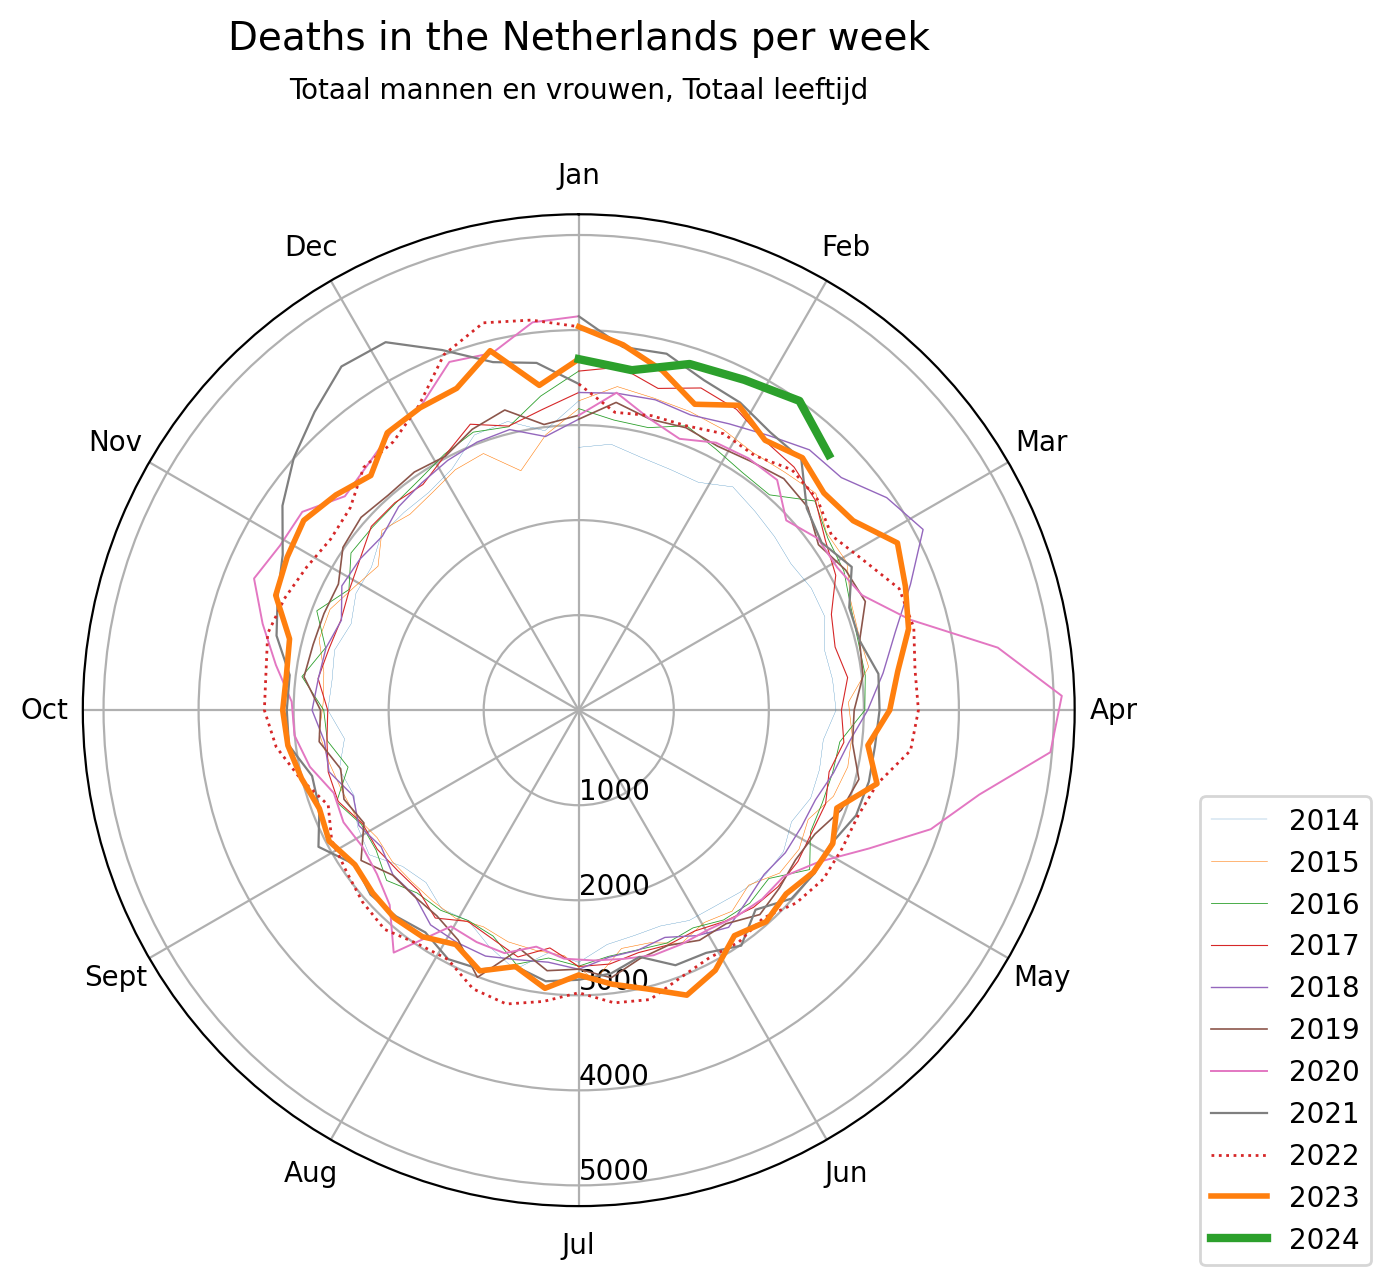 Deaths in the Netherlands per week
Totaal mannen en vrouwen, Totaal leeftijd
Jan
Dec
Feb
Nov
Mar
Oct
Apr
1000
2000
3000
4000
5000
Sept
May
Aug
Jun
Jul
2014
2015
2016
2017
2018
2019
2020
2021
2022
2023
2024